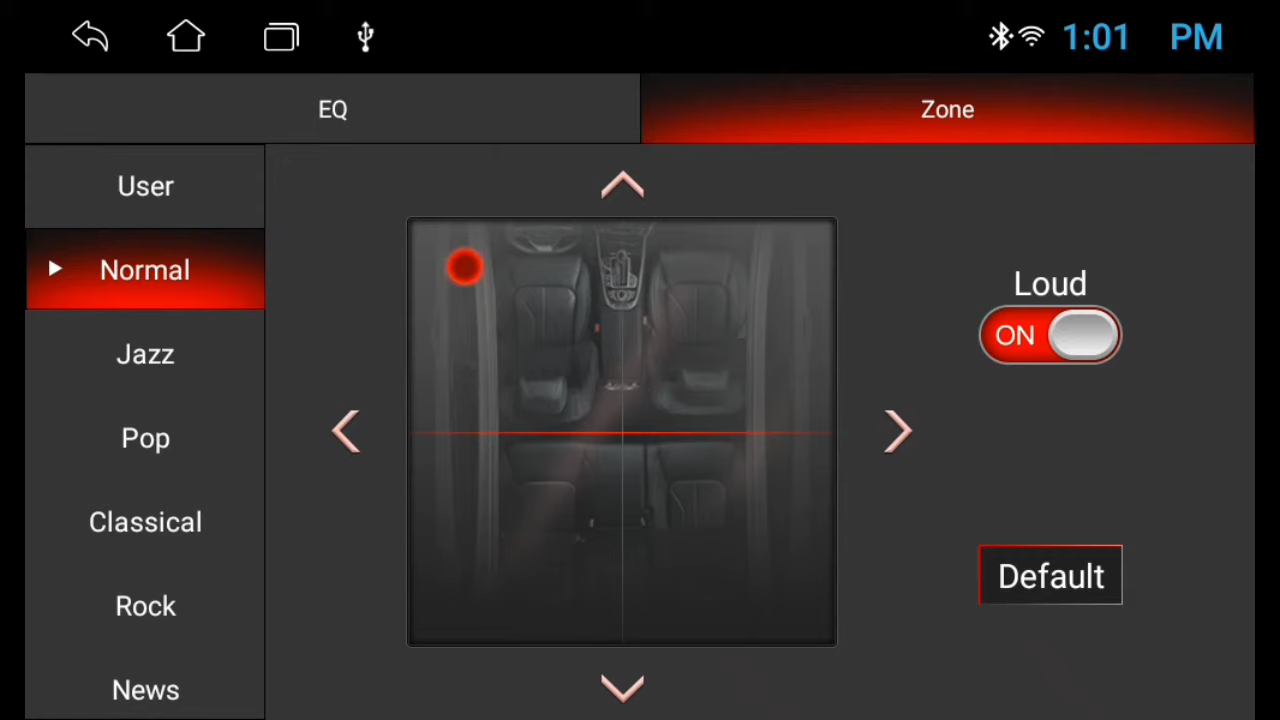 1:01 PM
EQ
Zone
User
Normal
Jazz
Pop
Classical
Rock
News
Loud
ON
Default